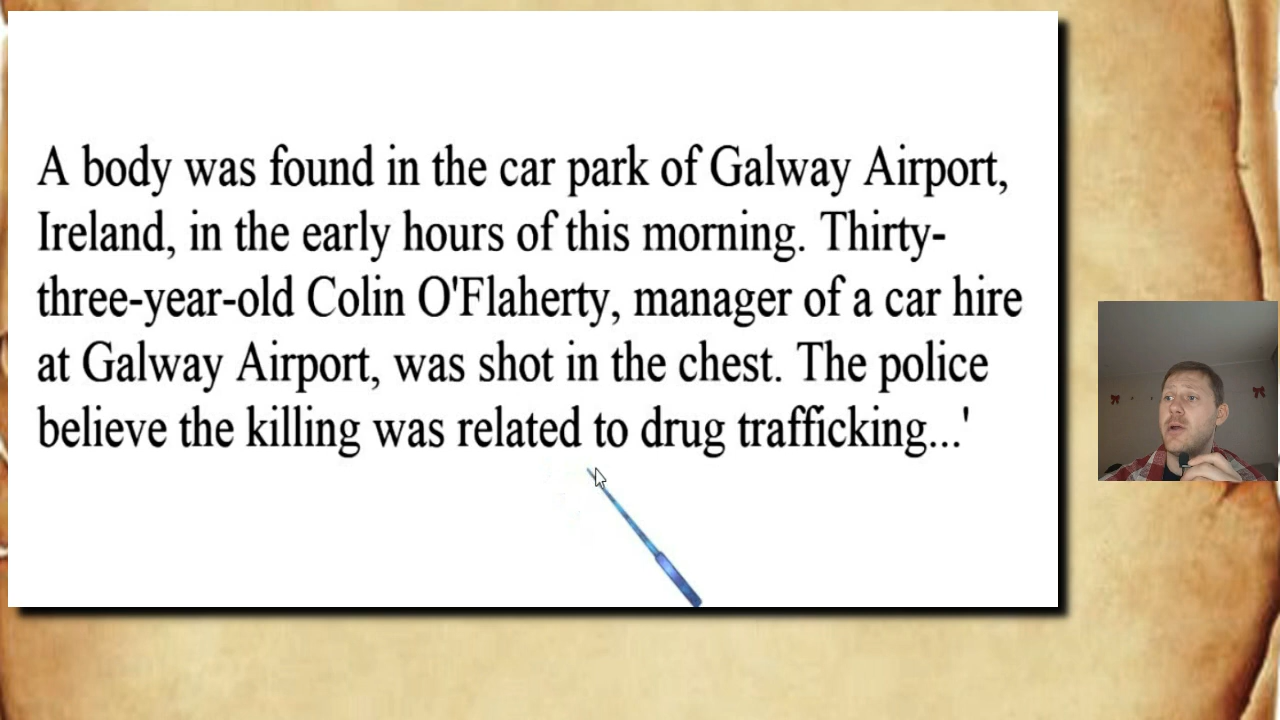 A body was found in the car park of Galway Airport,
Ireland, in the early hours of this morning. Thirty-
three-year-old Colin O'Flaherty, manager of a car hire
at Galway Airport, was shot in the chest. The police
believe the killing was related to drug trafficking...'